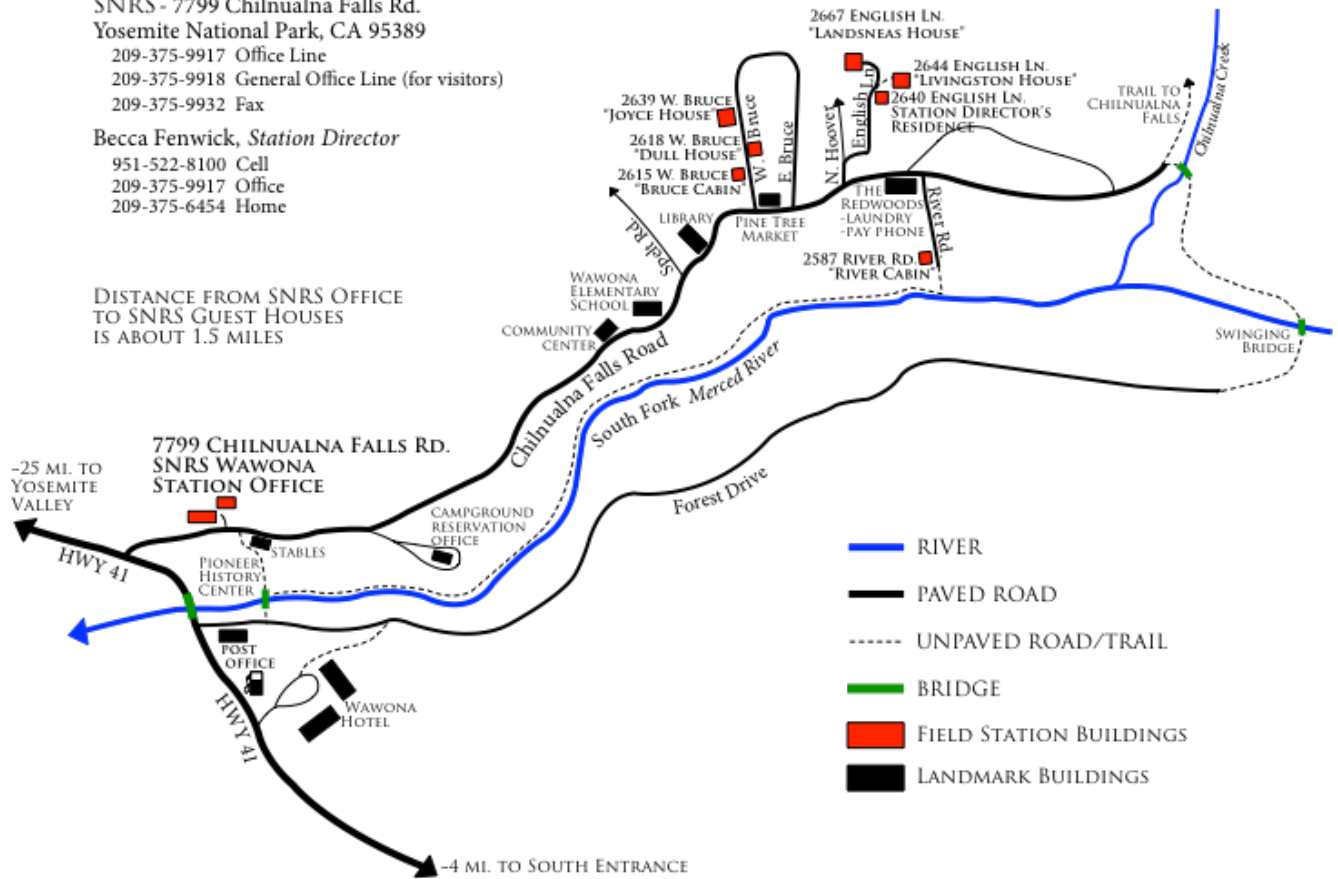 SNRS - 7799 Chilnualna Falls Rd.
Yosemite National Park, CA 95389
209-375-9917 Office Line
209-375-9918 General Office Line (for visitors)
209-375-9932 Fax
Becca Fenwick, Station Director
951-522-8100 Cell
209-375-9917 Office
209-375-6454 Home
DISTANCE FROM SNRS OFFICE
TO SNRS GUEST HOUSES
IS ABOUT 1.5 MILES
2667 ENGLISH LN.
"LANDSNEAS HOUSE"
2644 ENGLISH LN.
"LIVINGSTON HOUSE"
2640 ENGLISH LN.
STATION DIRECTOR'S
RESIDENCE
English Ln
N. Hoover
TRAIL TO
CHILNUALNA
FALLS
Chilnualna Creek
2639 W. BRUCE
"JOYCE HOUSE"
2618 W. BRUCE
"DULL HOUSE"
2615 W. BRUCE
"BRUCE CABIN"
W. Bruce
E. Bruce
THE
REDWOODS
-LAUNDRY
-PAY PHONE
River Rd.
2587 RIVER RD.
"RIVER CABIN"
PINE TREE
MARKET
LIBRARY
Spelt Rd.
WAWONA
ELEMENTARY
SCHOOL
COMMUNITY
CENTER
Chilnualna Falls Road
South Fork Merced River
SWINGING
BRIDGE
Forest Drive
7799 CHILNUALNA FALLS RD.
SNRS WAWONA
STATION OFFICE
~25 MI. TO
YOSEMITE
VALLEY
HWY 41
CAMPGROUND
RESERVATION
OFFICE
STABLES
PIONEER
HISTORY
CENTER
POST
OFFICE
WAWONA
HOTEL
HWY 41
~4 MI. TO SOUTH ENTRANCE
RIVER
PAVED ROAD
UNPAVED ROAD/TRAIL
BRIDGE
FIELD STATION BUILDINGS
LANDMARK BUILDINGS